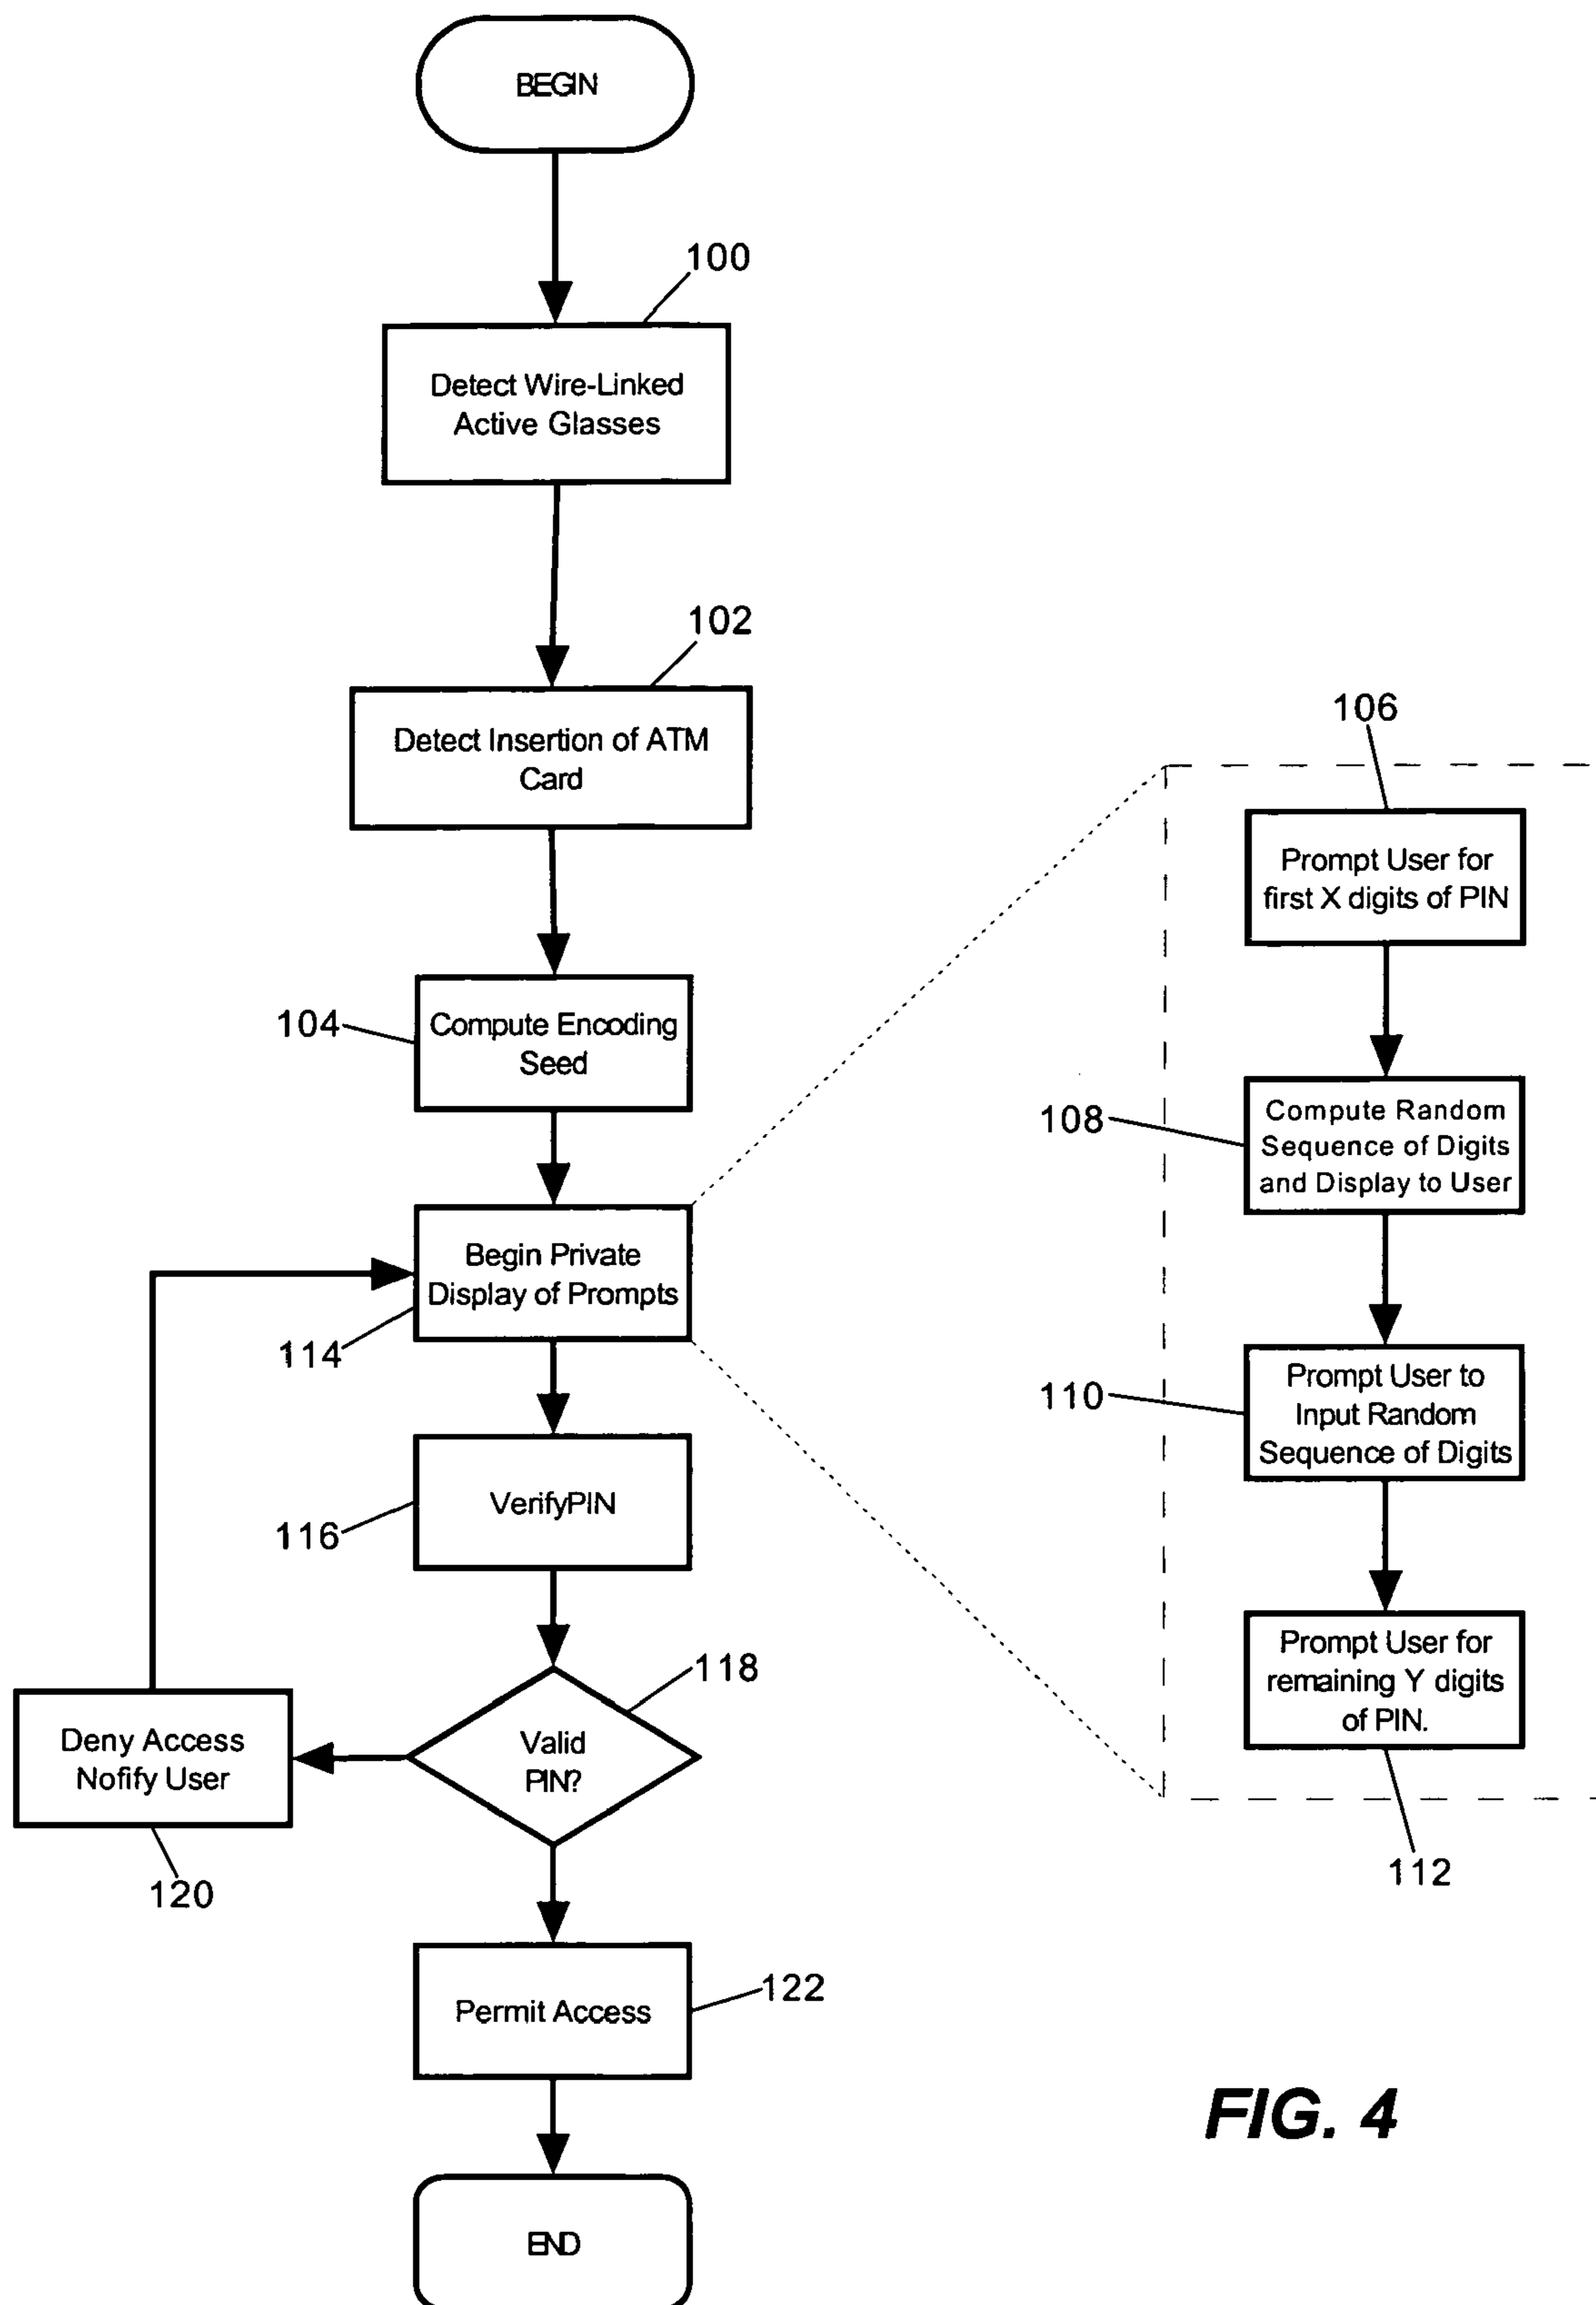 BEGIN
100
Detect Wire-Linked
Active Glasses
102
Detect Insertion of ATM
Card
104
Compute Encoding
Seed
Begin Private
Display of Prompts
114
VerifyPIN
116
118
Valid
PIN?
Deny Access
Nofify User
120
Permit Access
122
END
106
Prompt User for
first X digits of PIN
108
Compute Random
Sequence of Digits
and Display to User
110
Prompt User to
Input Random
Sequence of Digits
Prompt User for
remaining Y digits
of PIN.
112
FIG. 4